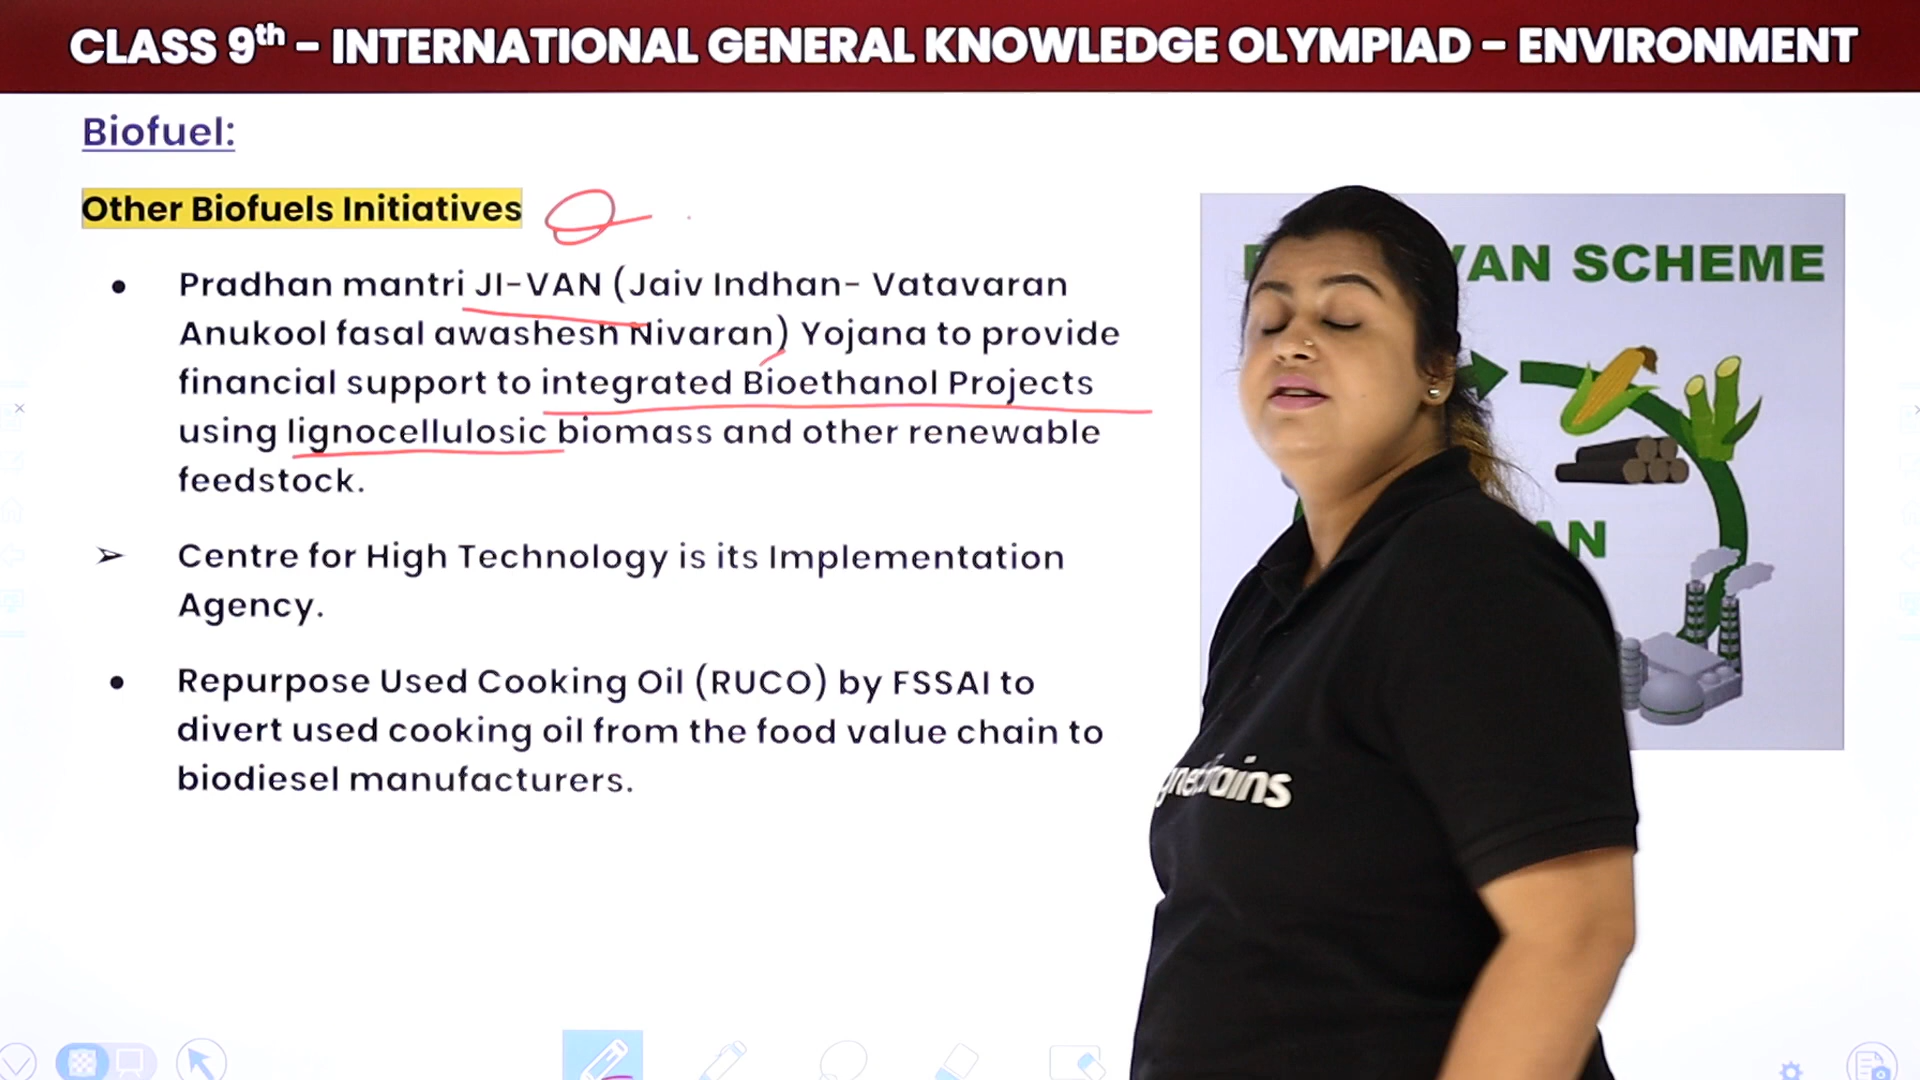 CLASS 9th - INTERNATIONAL GENERAL KNOWLEDGE OLYMPIAD - ENVIRONMENT
Biofuel:
Other Biofuels Initiatives
• Pradhan mantri JI-VAN (Jaiv Indhan- Vatavaran
Anukool fasal awashesh Nivaran) Yojana to provide
financial support to integrated Bioethanol Projects
using lignocellulosic biomass and other renewable
feedstock.
➢ Centre for High Technology is its Implementation
Agency.
• Repurpose Used Cooking Oil (RUCO) by FSSAI to
divert used cooking oil from the food value chain to
biodiesel manufacturers.
SCHEME